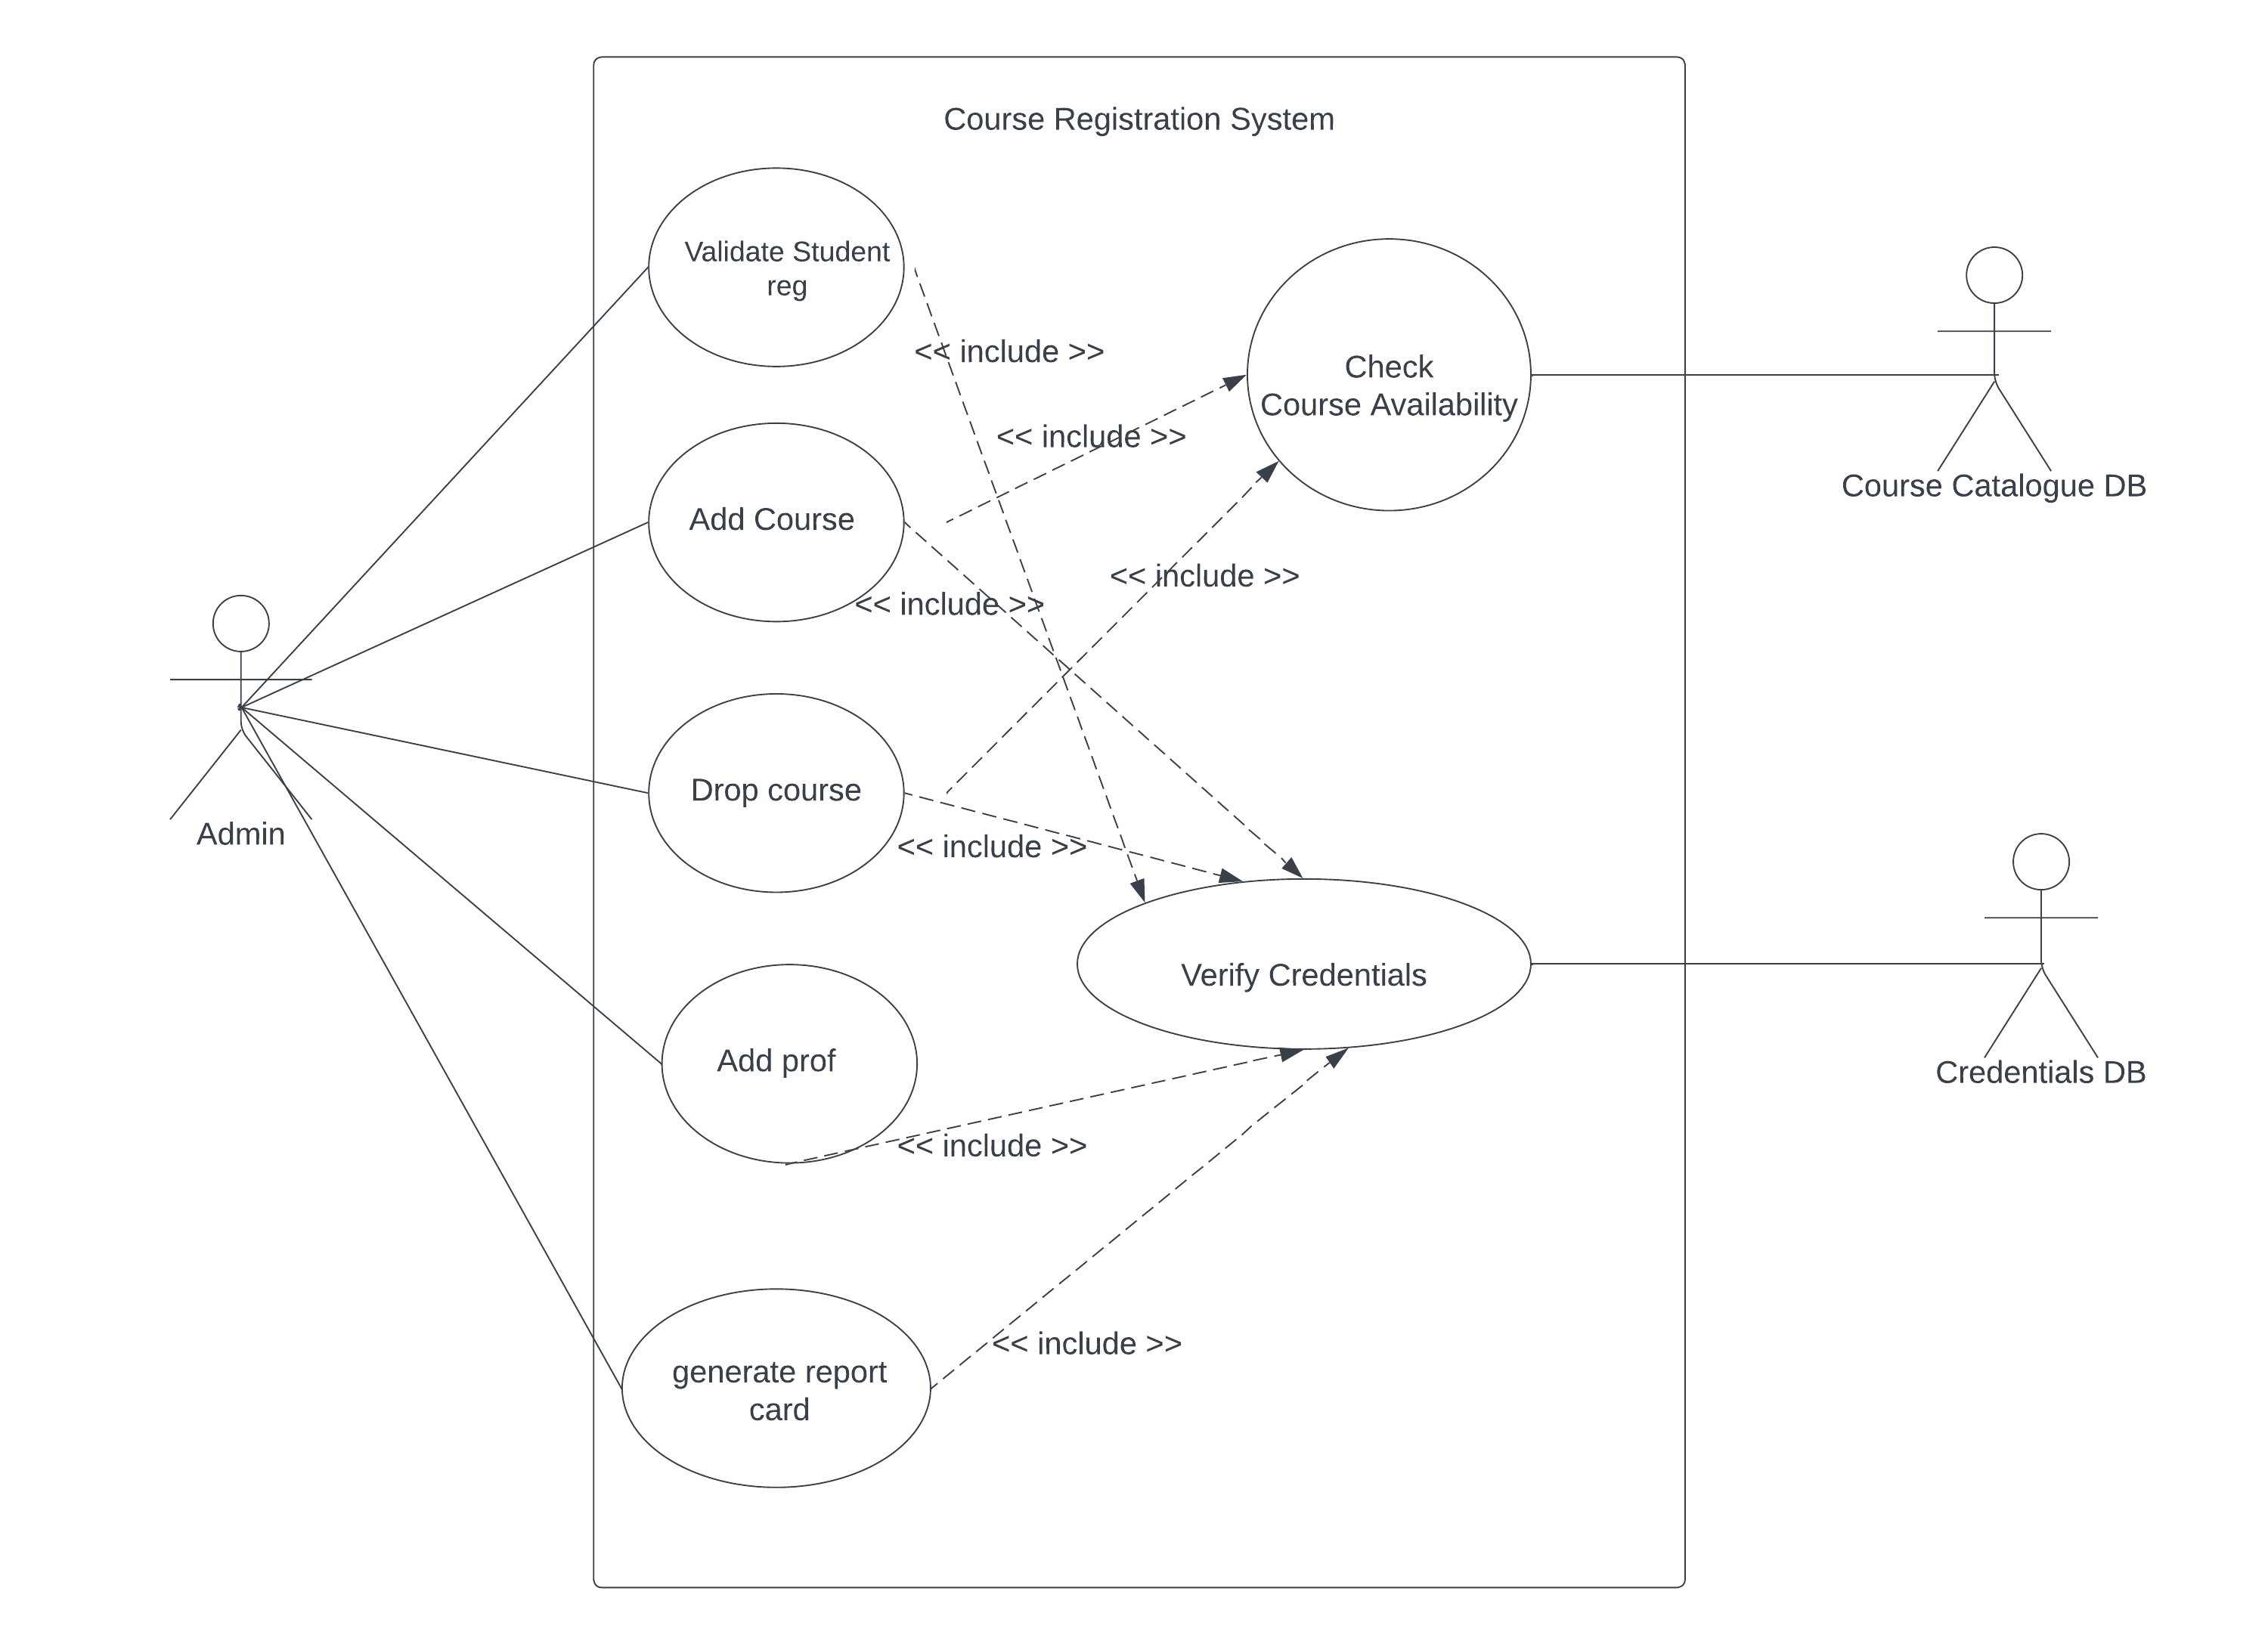 Course Registration System
Validate Student
reg
<< include >>
Check
Course Availability
<< include >>
Course Catalogue DB
Add Course
<< include >>
<< include >>
Drop course
Admin
<< include >>
Verify Credentials
Add prof
Credentials DB
<< include >>
<< include >>
generate report
card